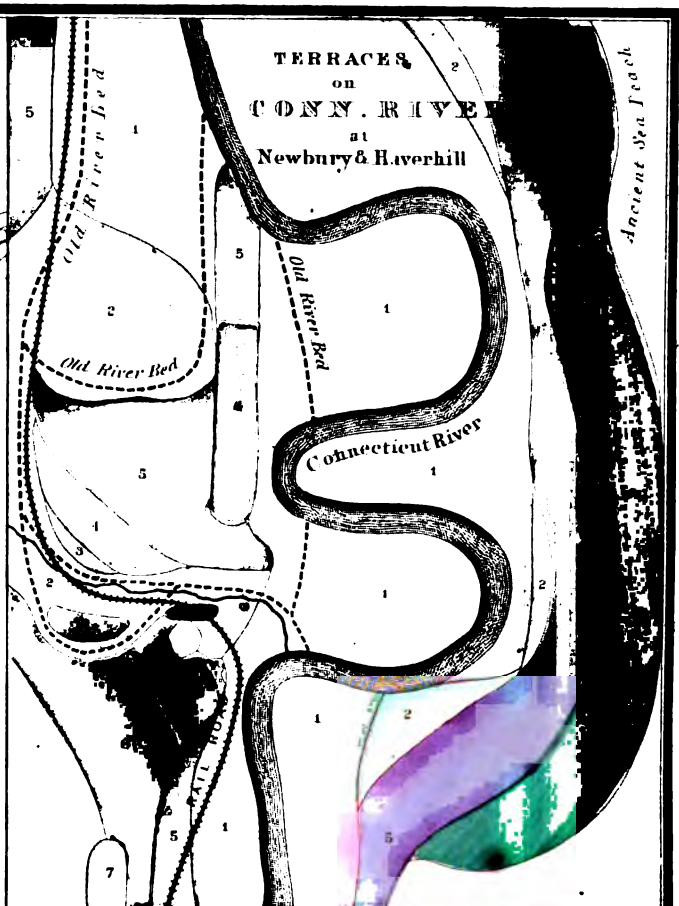 TERRACES
on
CONN. RIVER
at
Newbury & Haverhill
2
5
1
Old River bed
Ancient Sea Beach
5
Old River Bed
2
1
Old River Bed
4
Connecticut River
1
3
4
3
2
1
2
1
2
RAIL ROAD
5
5
1
7